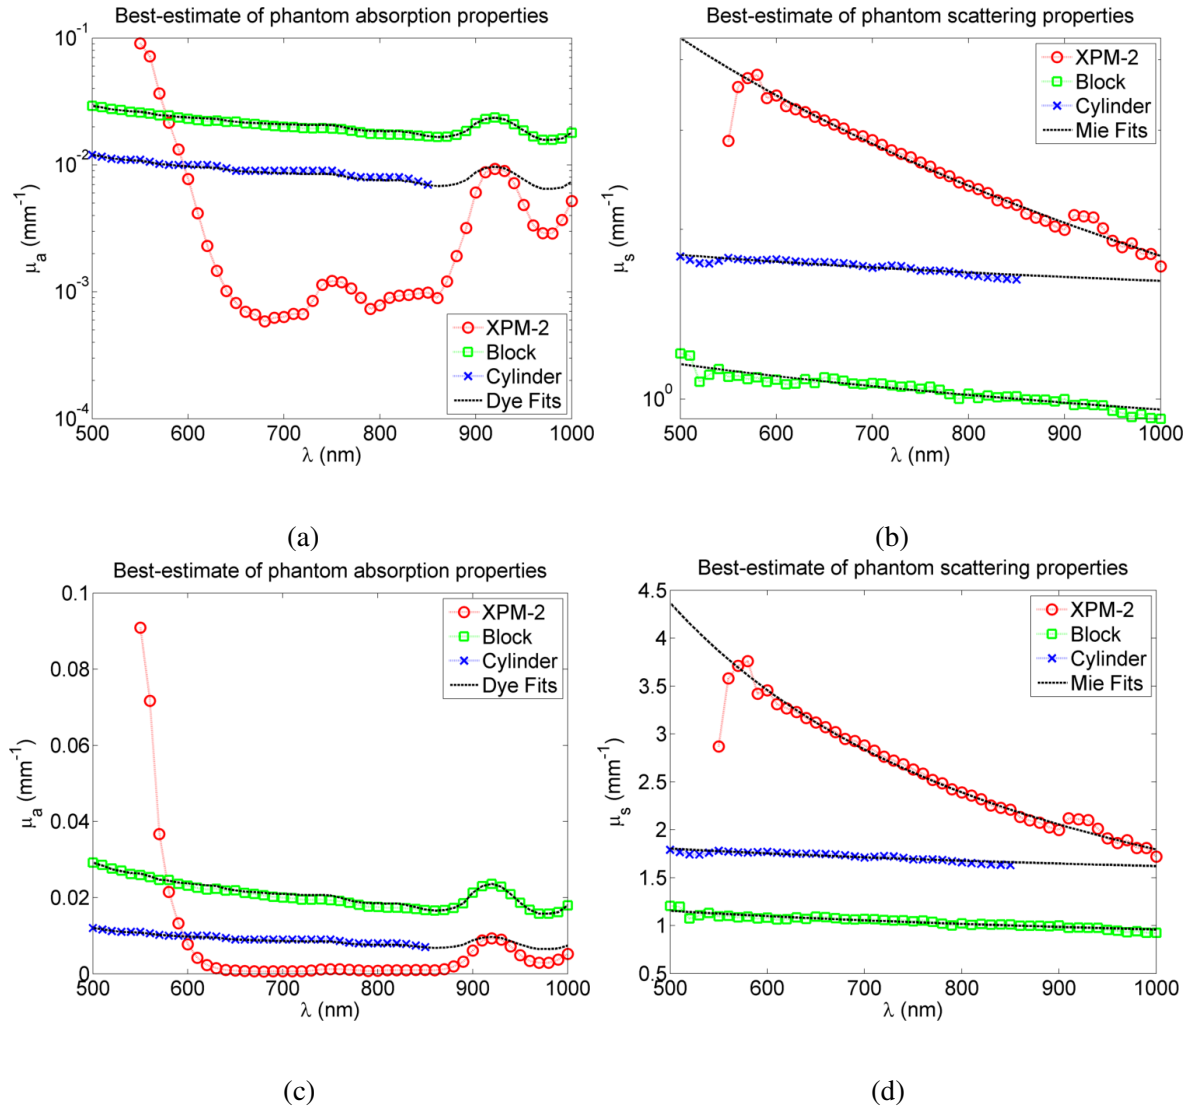 Best-estimate of phantom absorption properties
10⁻¹
10⁻²
10⁻³
10⁻⁴
μₐ (mm⁻¹)
XPM-2
Block
Cylinder
Dye Fits
500 600 700 800 900 1000
λ (nm)
(a)
Best-estimate of phantom scattering properties
10⁰
μₛ (mm⁻¹)
XPM-2
Block
Cylinder
Mie Fits
500 600 700 800 900 1000
λ (nm)
(b)
Best-estimate of phantom absorption properties
0.1
0.08
0.06
0.04
0.02
0
μₐ (mm⁻¹)
XPM-2
Block
Cylinder
Dye Fits
500 600 700 800 900 1000
λ (nm)
(c)
Best-estimate of phantom scattering properties
4.5
4
3.5
3
2.5
2
1.5
1
0.5
μₛ (mm⁻¹)
XPM-2
Block
Cylinder
Mie Fits
500 600 700 800 900 1000
λ (nm)
(d)